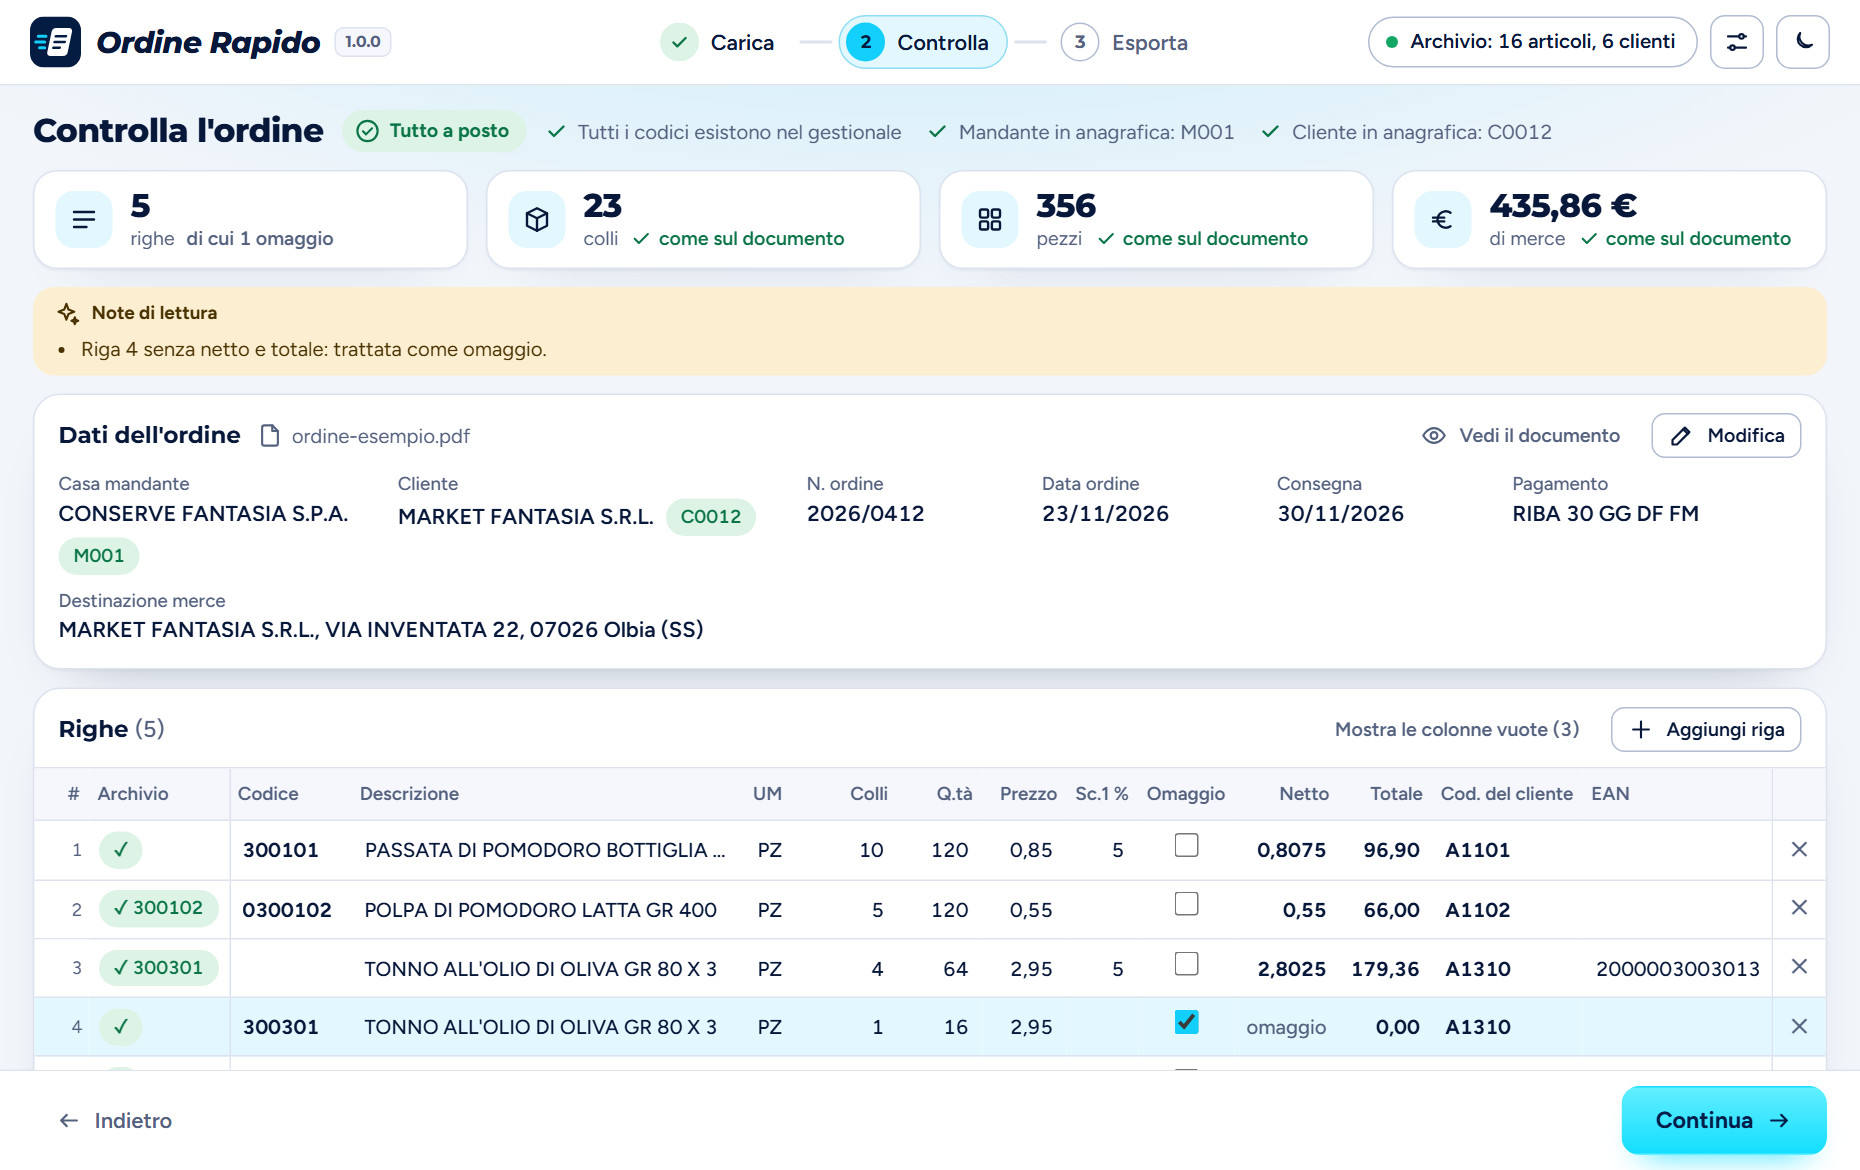 Ordine Rapido 1.0.0
Carica
2 Controlla
3 Esporta
Archivio: 16 articoli, 6 clienti
Controlla l'ordine
Tutto a posto
Tutti i codici esistono nel gestionale
Mandante in anagrafica: M001
Cliente in anagrafica: C0012
5
righe di cui 1 omaggio
23
colli ✓ come sul documento
356
pezzi ✓ come sul documento
435,86 €
di merce ✓ come sul documento
Note di lettura
• Riga 4 senza netto e totale: trattata come omaggio.
Dati dell'ordine ordine-esempio.pdf
Vedi il documento
Modifica
Casa mandante
CONSERVE FANTASIA S.P.A.
M001
Cliente
MARKET FANTASIA S.R.L. C0012
N. ordine
2026/0412
Data ordine
23/11/2026
Consegna
30/11/2026
Pagamento
RIBA 30 GG DF FM
Destinazione merce
MARKET FANTASIA S.R.L., VIA INVENTATA 22, 07026 Olbia (SS)
Righe (5)
Mostra le colonne vuote (3)
Aggiungi riga
# Archivio Codice Descrizione UM Colli Q.tà Prezzo Sc.1 % Omaggio Netto Totale Cod. del cliente EAN
1 ✓ 300101 PASSATA DI POMODORO BOTTIGLIA ... PZ 10 120 0,85 5 0,8075 96,90 A1101
2 ✓ 300102 0300102 POLPA DI POMODORO LATTA GR 400 PZ 5 120 0,55 0,55 66,00 A1102
3 ✓ 300301 TONNO ALL'OLIO DI OLIVA GR 80 X 3 PZ 4 64 2,95 5 2,8025 179,36 A1310 2000003003013
4 ✓ 300301 TONNO ALL'OLIO DI OLIVA GR 80 X 3 PZ 1 16 2,95 omaggio 0,00 A1310
Indietro
Continua